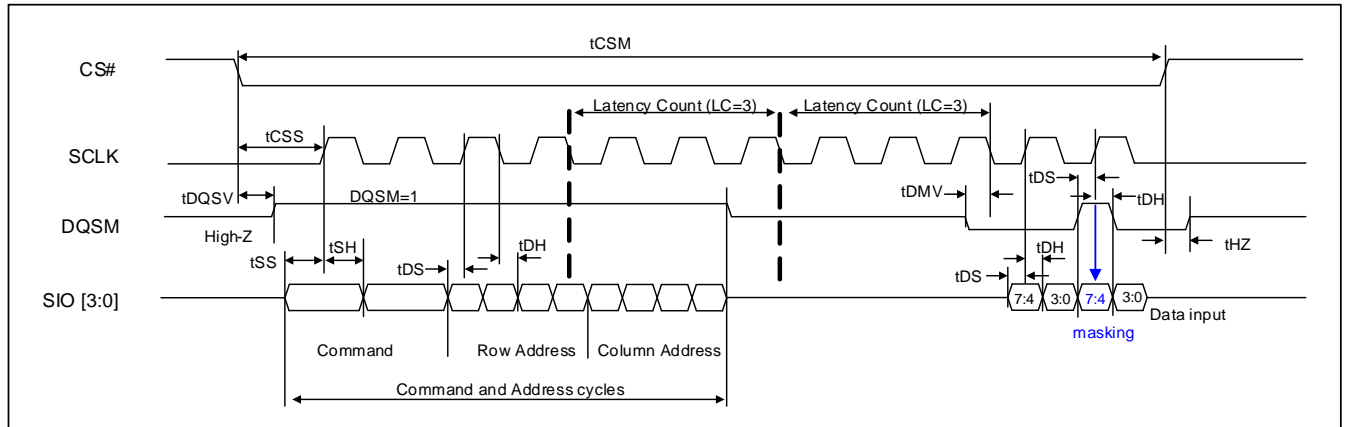 tCSM
CS#
Latency Count (LC=3) Latency Count (LC=3)
tCSS
SCLK
tDS
tDQSV DQSM=1 tDMV tDH
DQSM
High-Z
tSH tDH tHZ
tSS tDH
tDS tDS
SIO [3:0] 7:4 3:0 7:4 3:0
Data input
masking
Command Row Address Column Address
Command and Address cycles